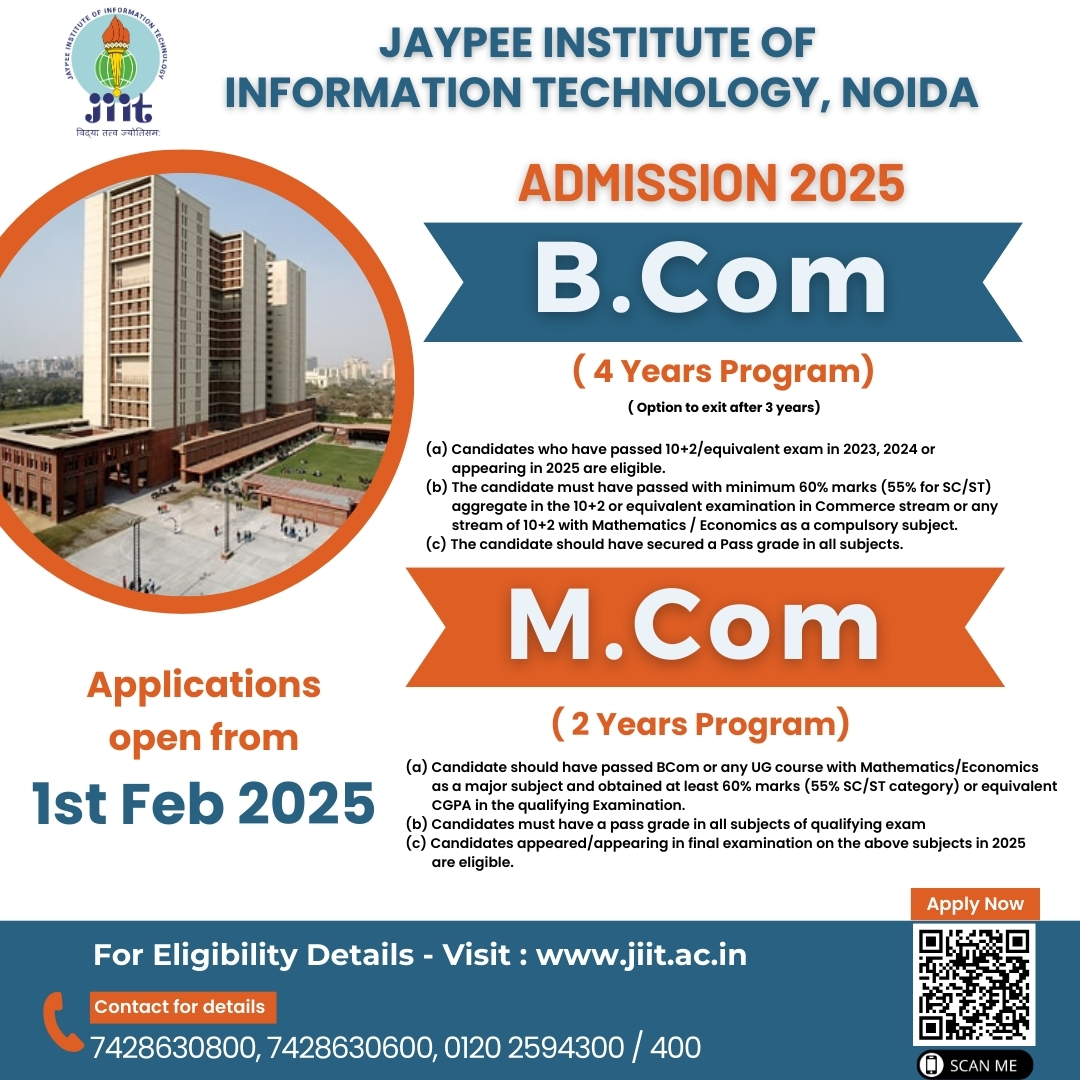 JAYPEE INSTITUTE OF INFORMATION TECHNOLOGY
jiit
विद्या तत्व ज्योतिसमः
JAYPEE INSTITUTE OF
INFORMATION TECHNOLOGY, NOIDA
ADMISSION 2025
B.Com
( 4 Years Program)
( Option to exit after 3 years)
(a) Candidates who have passed 10+2/equivalent exam in 2023, 2024 or
appearing in 2025 are eligible.
(b) The candidate must have passed with minimum 60% marks (55% for SC/ST)
aggregate in the 10+2 or equivalent examination in Commerce stream or any
stream of 10+2 with Mathematics / Economics as a compulsory subject.
(c) The candidate should have secured a Pass grade in all subjects.
M.Com
( 2 Years Program)
(a) Candidate should have passed BCom or any UG course with Mathematics/Economics
as a major subject and obtained at least 60% marks (55% SC/ST category) or equivalent
CGPA in the qualifying Examination.
(b) Candidates must have a pass grade in all subjects of qualifying exam
(c) Candidates appeared/appearing in final examination on the above subjects in 2025
are eligible.
Applications
open from
1st Feb 2025
Apply Now
For Eligibility Details - Visit : www.jiit.ac.in
Contact for details
7428630800, 7428630600, 0120 2594300 / 400
SCAN ME